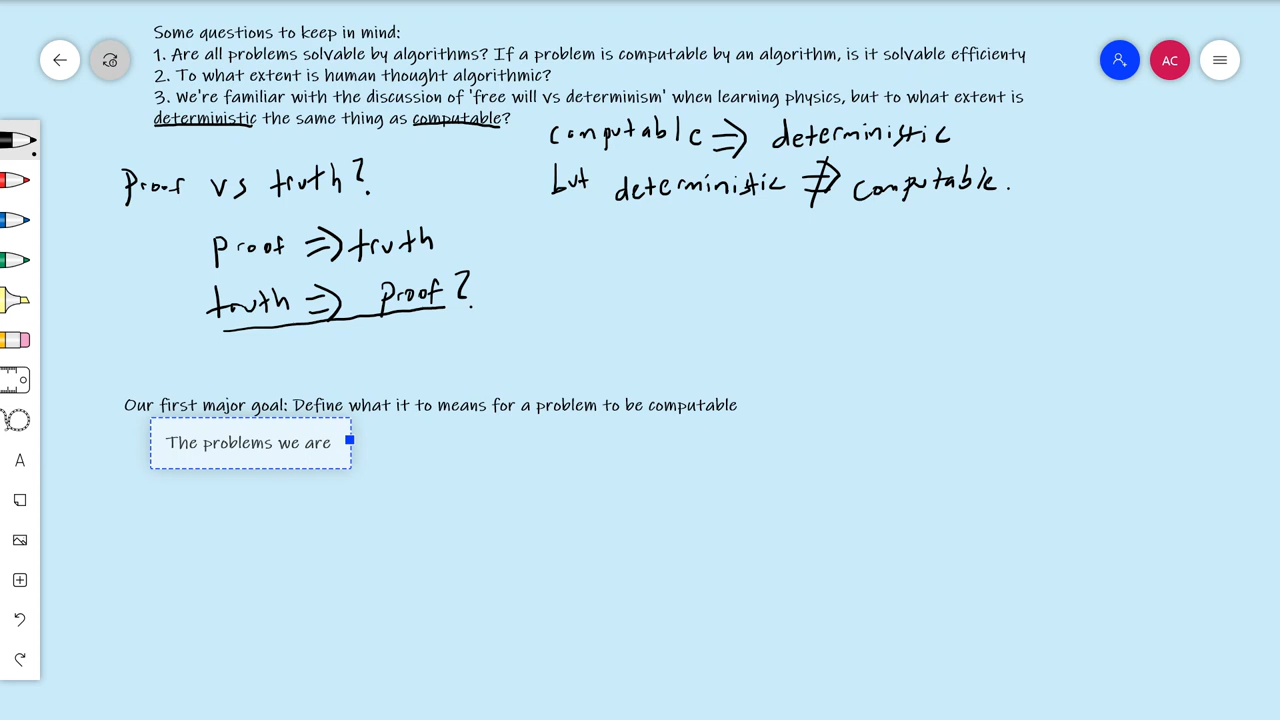 Some questions to keep in mind:
1. Are all problems solvable by algorithms? If a problem is computable by an algorithm, is it solvable efficienty
2. To what extent is human thought algorithmic?
3. We're familiar with the discussion of 'free will vs determinism' when learning physics, but to what extent is
deterministic the same thing as computable?
computable ⇒ deterministic
but deterministic ⇏ computable.
Proof vs truth?
proof ⇒ truth
truth ⇒ proof?
Our first major goal: Define what it to means for a problem to be computable
The problems we are
AC
A